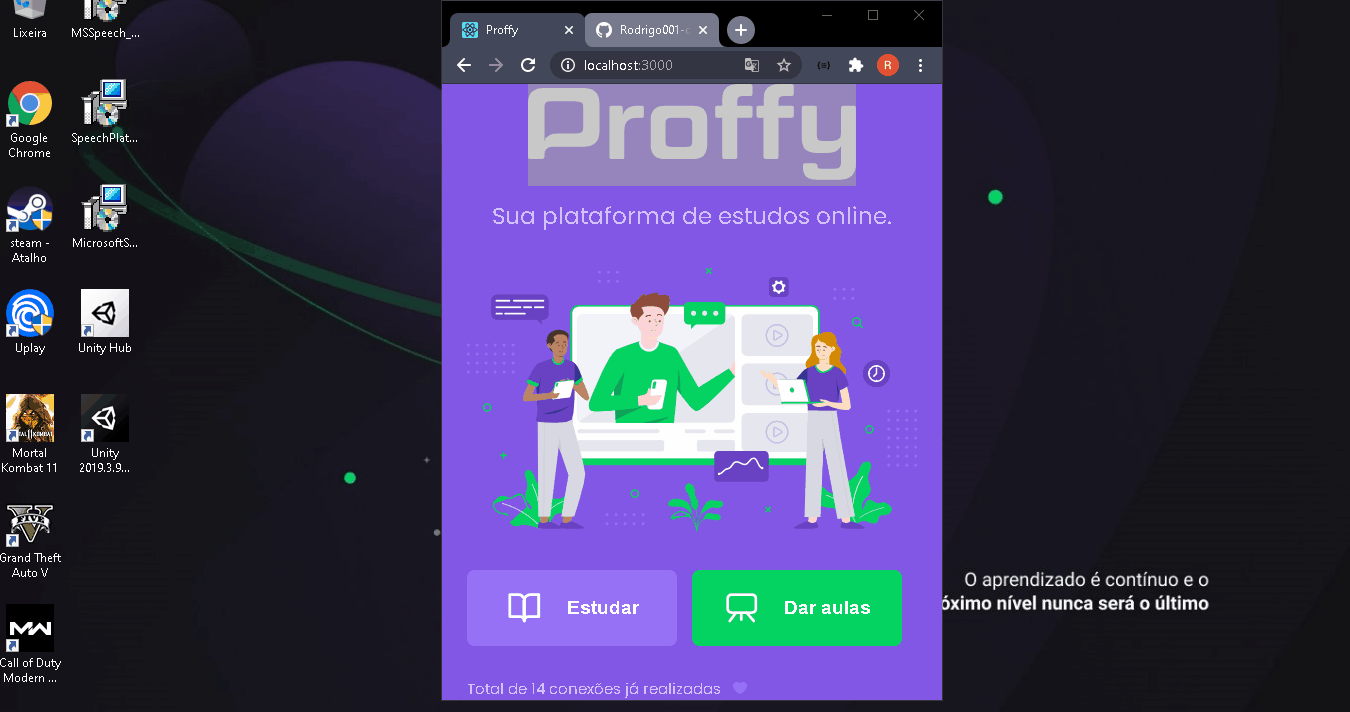 Lixeira
MSSpeech_...
Google
Chrome
SpeechPlat...
steam -
Atalho
MicrosoftS...
Uplay
Unity Hub
Mortal
Kombat 11
Unity
2019.3.9...
Grand Theft
Auto V
Call of Duty
Modern ...
Proffy
Rodrigo001-
localhost:3000
R
Proffy
Sua plataforma de estudos online.
Estudar
Dar aulas
Total de 14 conexões já realizadas
O aprendizado é contínuo e o
óximo nível nunca será o último